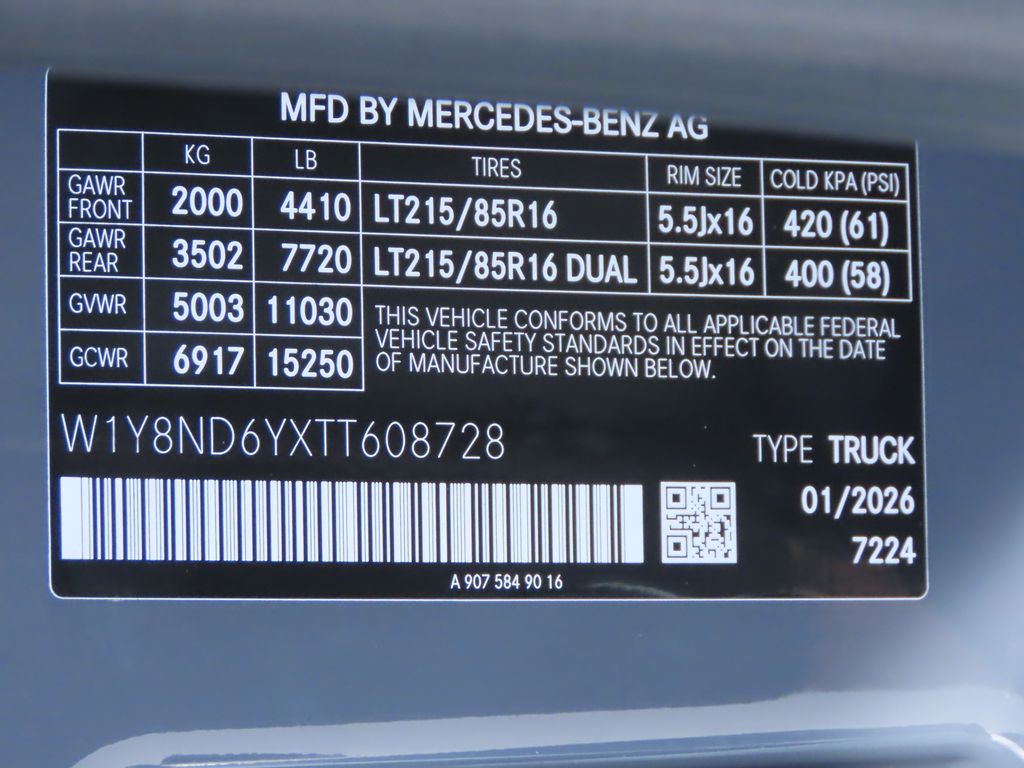 MFD BY MERCEDES-BENZ AG
KG LB TIRES RIM SIZE COLD KPA (PSI)
GAWR FRONT 2000 4410 LT215/85R16 5.5Jx16 420 (61)
GAWR REAR 3502 7720 LT215/85R16 DUAL 5.5Jx16 400 (58)
GVWR 5003 11030
GCWR 6917 15250
THIS VEHICLE CONFORMS TO ALL APPLICABLE FEDERAL
VEHICLE SAFETY STANDARDS IN EFFECT ON THE DATE
OF MANUFACTURE SHOWN BELOW.
W1Y8ND6YXTT608728
TYPE TRUCK
01/2026
7224
A 907 584 90 16